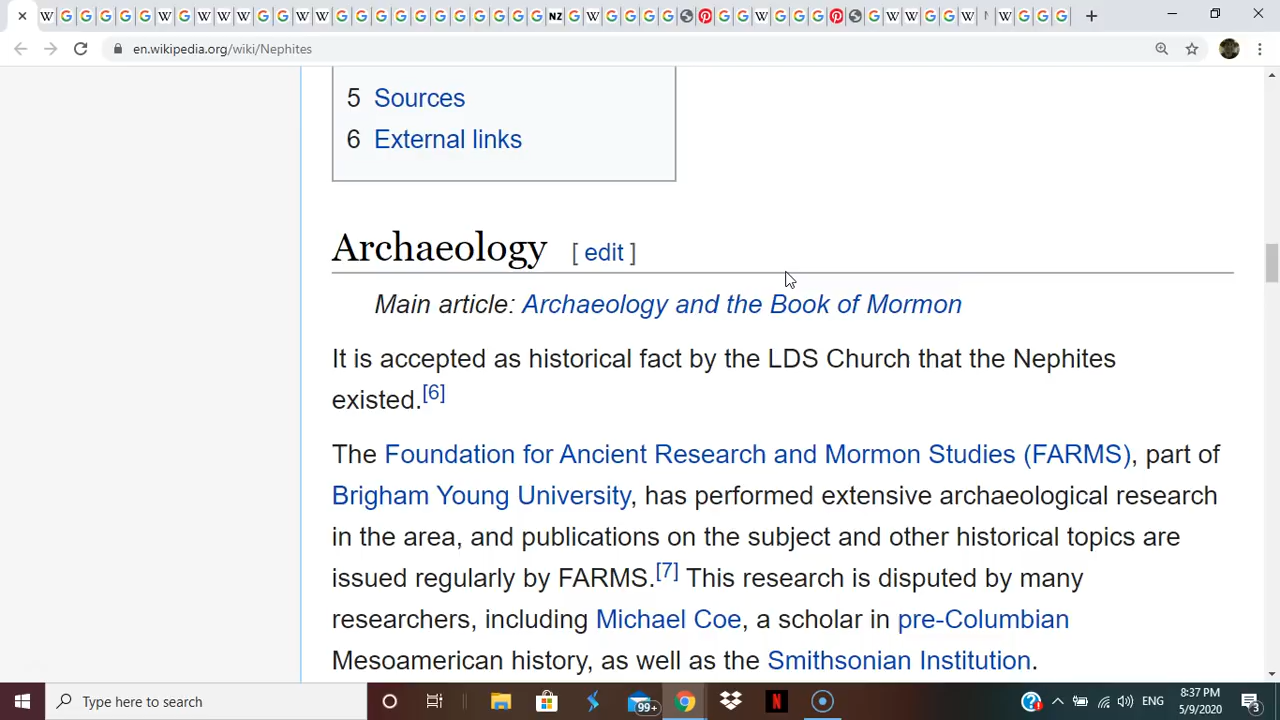 en.wikipedia.org/wiki/Nephites
5 Sources
6 External links
Archaeology [ edit ]
Main article: Archaeology and the Book of Mormon
It is accepted as historical fact by the LDS Church that the Nephites
existed.[6]
The Foundation for Ancient Research and Mormon Studies (FARMS), part of
Brigham Young University, has performed extensive archaeological research
in the area, and publications on the subject and other historical topics are
issued regularly by FARMS.[7] This research is disputed by many
researchers, including Michael Coe, a scholar in pre-Columbian
Mesoamerican history, as well as the Smithsonian Institution.
Type here to search
99+
N
ENG
8:37 PM
5/9/2020
3